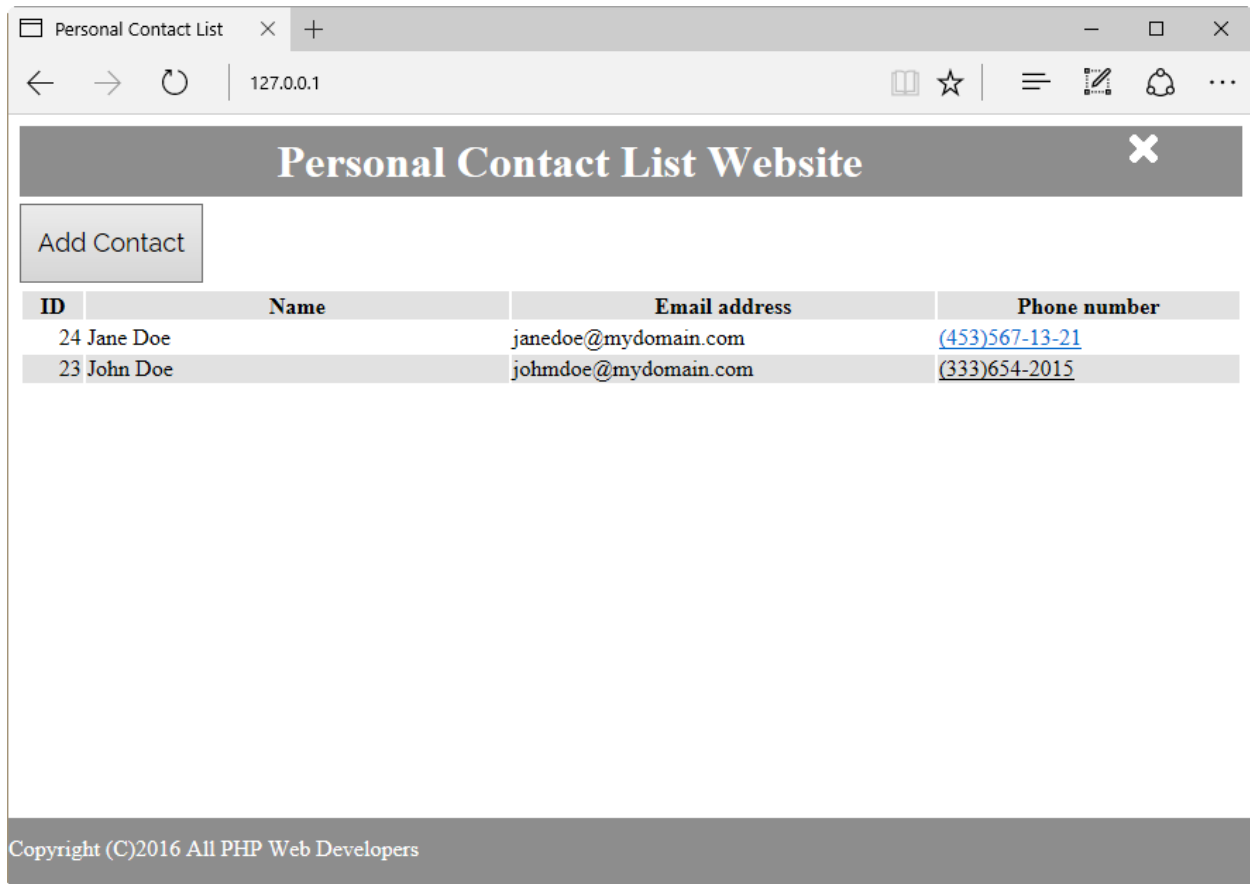 Personal Contact List
127.0.0.1
Personal Contact List Website
Add Contact
ID Name Email address Phone number
24 Jane Doe janedoe@mydomain.com (453)567-13-21
23 John Doe johmdoe@mydomain.com (333)654-2015
Copyright (C)2016 All PHP Web Developers